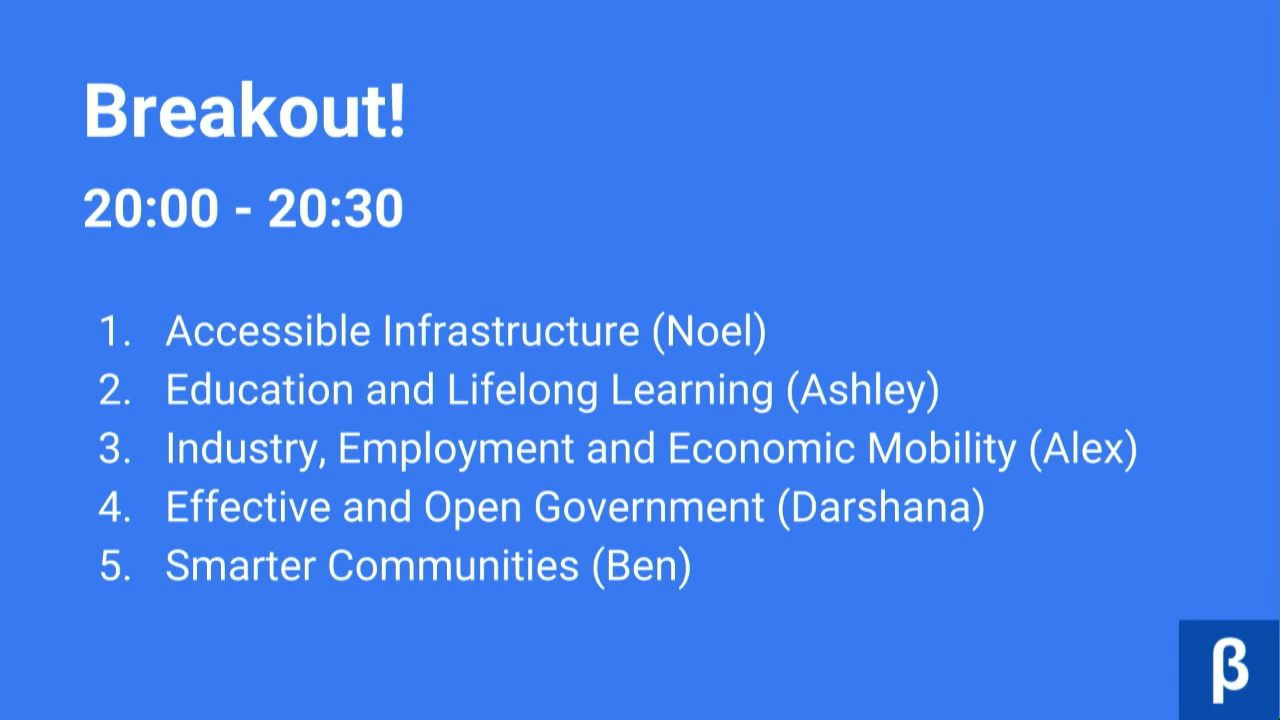 Breakout!
20:00 - 20:30
1. Accessible Infrastructure (Noel)
2. Education and Lifelong Learning (Ashley)
3. Industry, Employment and Economic Mobility (Alex)
4. Effective and Open Government (Darshana)
5. Smarter Communities (Ben)
β